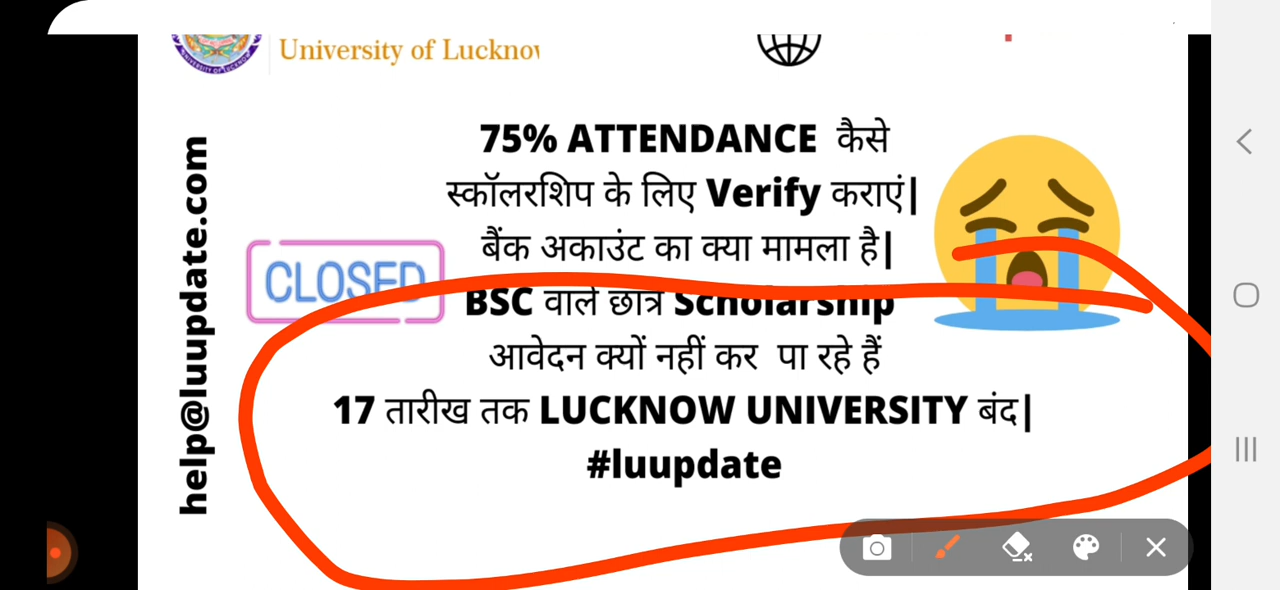 University of Lucknow
help@luupdate.com
75% ATTENDANCE कैसे
स्कॉलरशिप के लिए Verify कराएं|
बैंक अकाउंट का क्या मामला है|
CLOSED
BSC वाले छात्र Scholarship
आवेदन क्यों नहीं कर पा रहे हैं
17 तारीख तक LUCKNOW UNIVERSITY बंद|
#luupdate